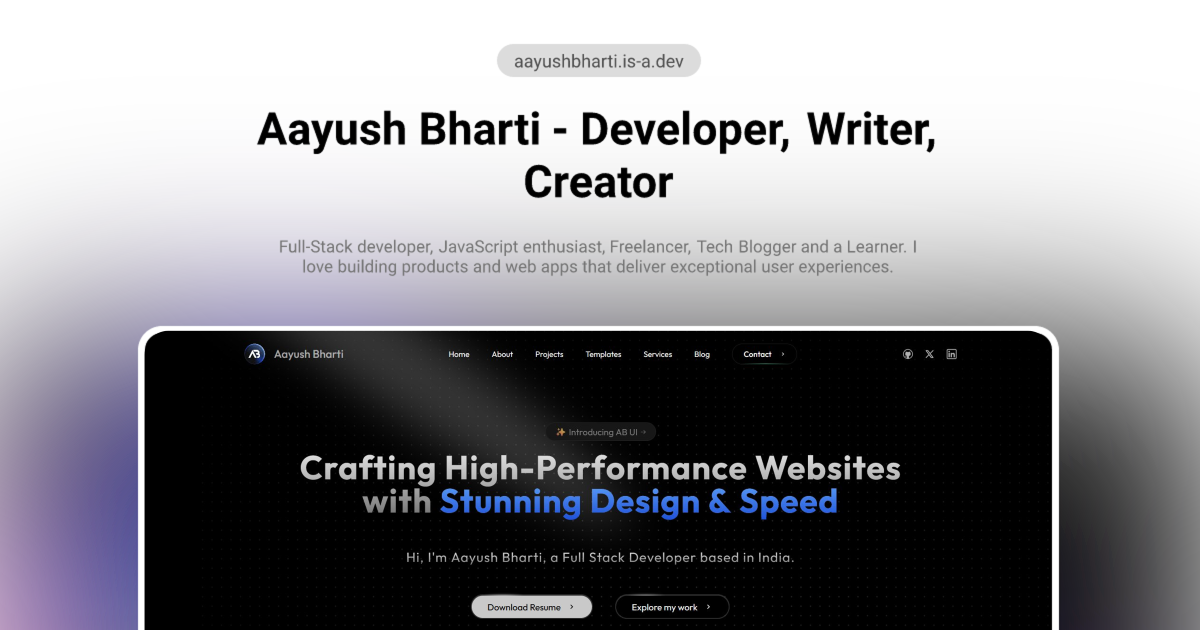 aayushbharti.is-a.dev
Aayush Bharti - Developer, Writer,
Creator
Full-Stack developer, JavaScript enthusiast, Freelancer, Tech Blogger and a Learner. I
love building products and web apps that deliver exceptional user experiences.
AB Aayush Bharti Home About Projects Templates Services Blog Contact
Introducing AB UI
Crafting High-Performance Websites
with Stunning Design & Speed
Hi, I'm Aayush Bharti, a Full Stack Developer based in India.
Download Resume Explore my work